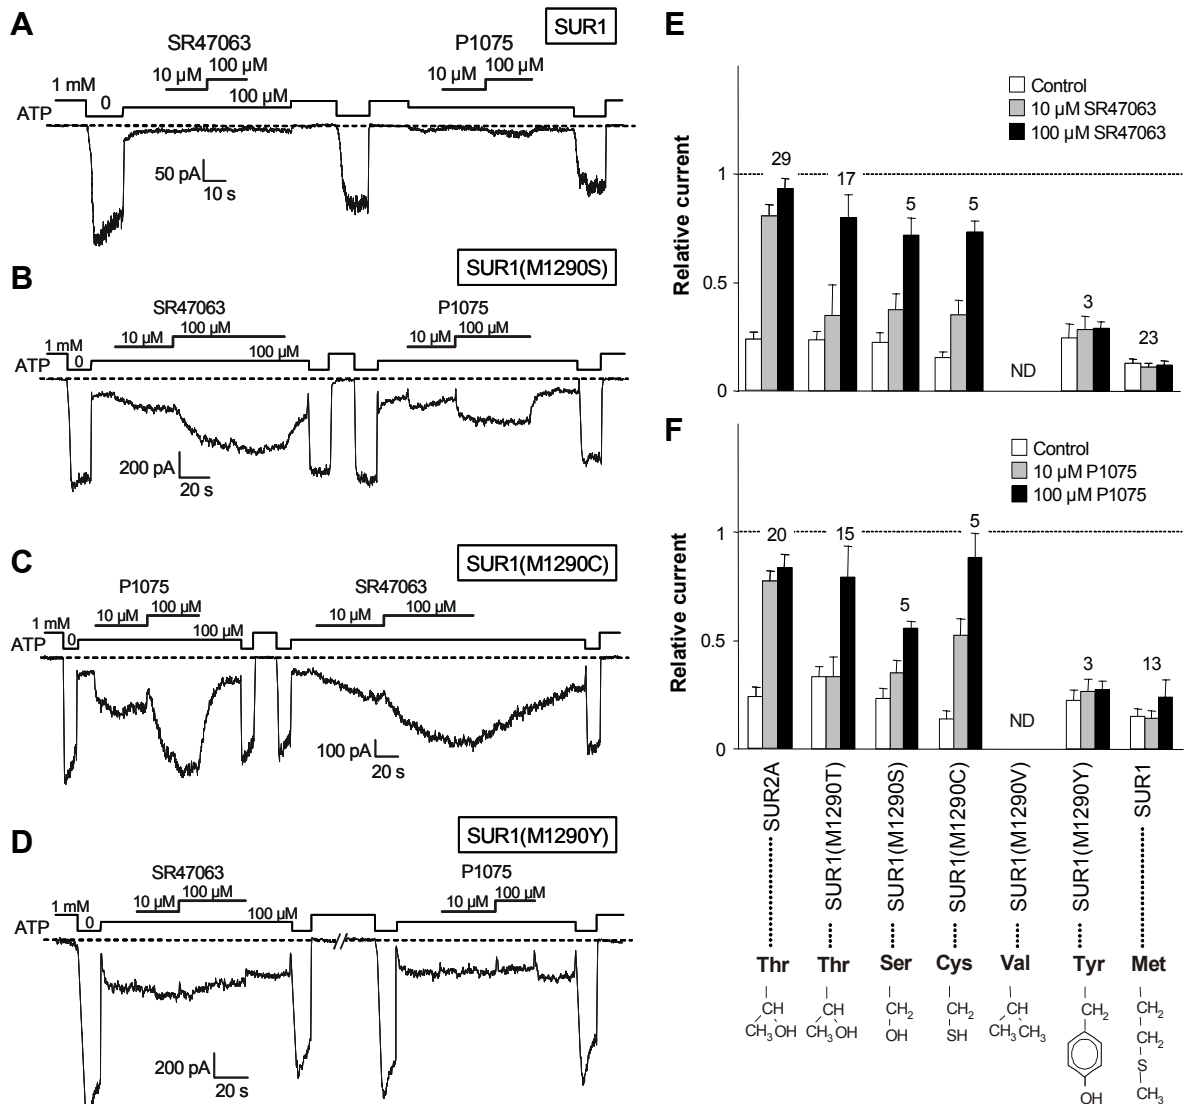 A
SUR1
SR47063
P1075
10 µM
100 µM
10 µM
100 µM
1 mM
0
100 µM
ATP
50 pA
10 s
B
SUR1(M1290S)
SR47063
P1075
10 µM
100 µM
10 µM
100 µM
1 mM
0
100 µM
ATP
200 pA
20 s
C
SUR1(M1290C)
P1075
SR47063
10 µM
100 µM
10 µM
100 µM
1 mM
0
100 µM
ATP
100 pA
20 s
D
SUR1(M1290Y)
SR47063
P1075
10 µM
100 µM
10 µM
100 µM
1 mM
0
100 µM
ATP
200 pA
20 s
E
Control
10 µM SR47063
100 µM SR47063
Relative current
1
0.5
0
29
17
5
5
ND
3
23
F
Control
10 µM P1075
100 µM P1075
Relative current
1
0.5
0
20
15
5
5
ND
3
13
SUR2A
SUR1(M1290T)
SUR1(M1290S)
SUR1(M1290C)
SUR1(M1290V)
SUR1(M1290Y)
SUR1
Thr
Thr
Ser
Cys
Val
Tyr
Met
CH
CH3 OH
CH
CH3 OH
CH2
OH
CH2
SH
CH
CH3 CH3
CH2
OH
CH2
CH2
S
CH3